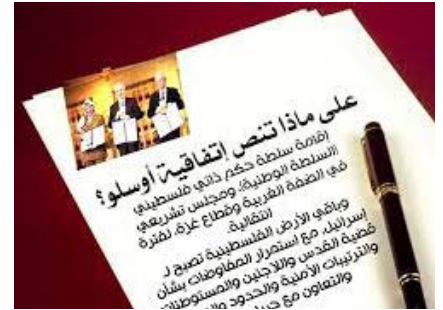 على ماذا تنص إتفاقية أوسلو؟
إقامة سلطة حكم ذاتي فلسطيني
(السلطة الوطنية)، ومجلس تشريعي
في الضفة الغربية وقطاع غزة، لفترة
انتقالية.
وباقي الأرض الفلسطينية تصبح لـ
إسرائيل، مع استمرار المفاوضات بشأن
قضية القدس واللاجئين والمستوطنات
والترتيبات الأمنية والحدود
والتعاون مع